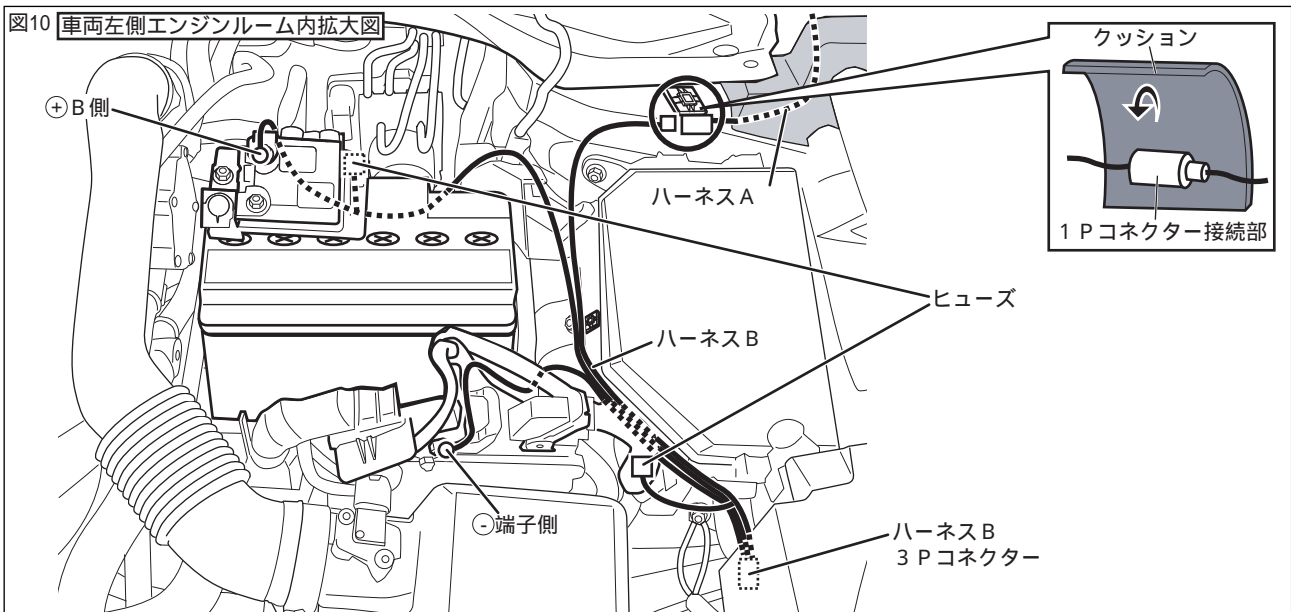 図10 車両左側エンジンルーム内拡大図
クッション
⊕B側
ハーネスA
1Pコネクター接続部
ヒューズ
ハーネスB
⊖端子側
ハーネスB
3Pコネクター